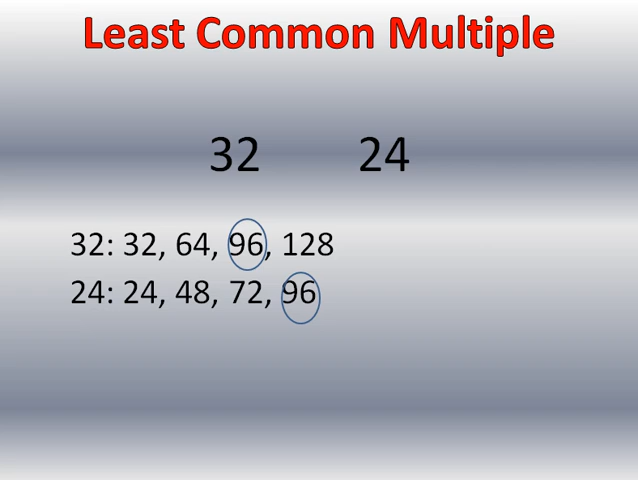 Least Common Multiple
32 24
32: 32, 64, 96, 128
24: 24, 48, 72, 96